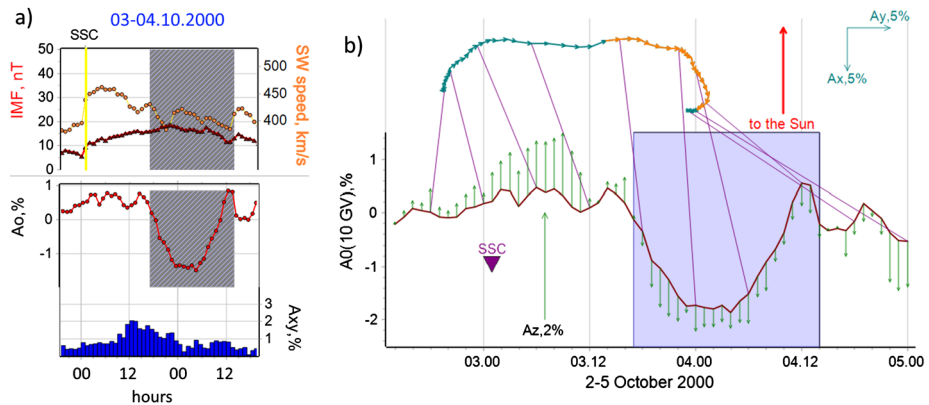 a)
03-04.10.2000
SSC
IMF, nT
50
40
30
20
10
0
500
450
400
SW speed, km/s
Ao,%
1
0
-1
3
2
1
Axy,%
00
12
00
12
hours
b)
Ay,5%
Ax,5%
to the Sun
A0(10 GV),%
1
0
-1
-2
SSC
Az,2%
03.00
03.12
04.00
04.12
05.00
2-5 October 2000